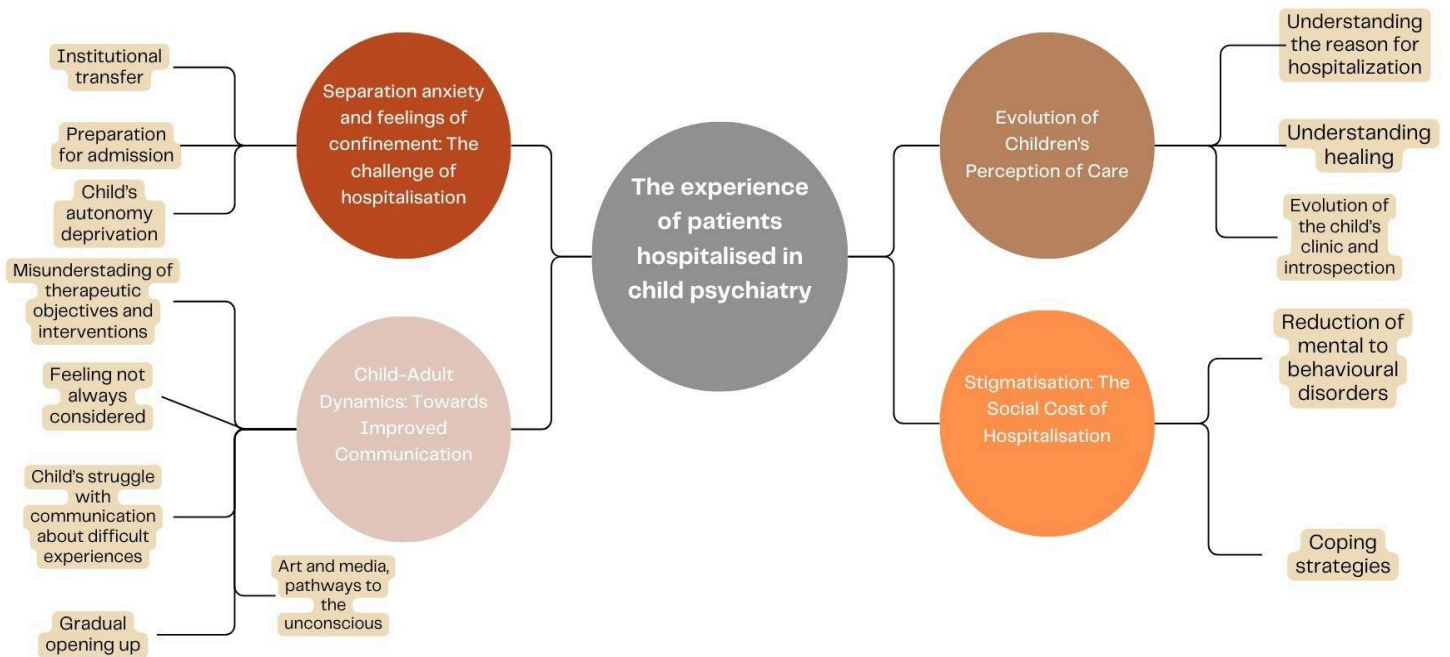 The experience
of patients
hospitalised in
child psychiatry
Separation anxiety
and feelings of
confinement: The
challenge of
hospitalisation
Institutional
transfer
Preparation
for admission
Child's
autonomy
deprivation
Child-Adult
Dynamics: Towards
Improved
Communication
Misunderstading of
therapeutic
objectives and
interventions
Feeling not
always
considered
Child's struggle
with
communication
about difficult
experiences
Gradual
opening up
Art and media,
pathways to
the
unconscious
Evolution of
Children's
Perception of Care
Understanding
the reason for
hospitalization
Understanding
healing
Evolution of
the child's
clinic and
introspection
Stigmatisation: The
Social Cost of
Hospitalisation
Reduction of
mental to
behavioural
disorders
Coping
strategies